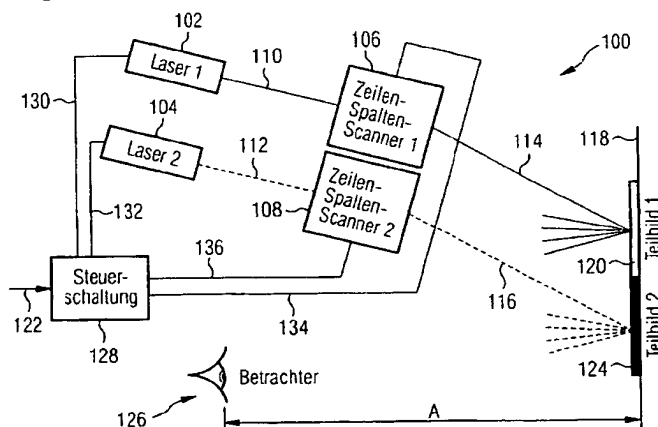 102
106
100
Laser 1
110
Zeilen-
Spalten-
Scanner 1
130
104
118
Laser 2
112
114
Zeilen-
Spalten-
Scanner 2
132
108
Teilbild 1
136
120
Steuer-
schaltung
122
134
116
Teilbild 2
128
124
Betrachter
126
A